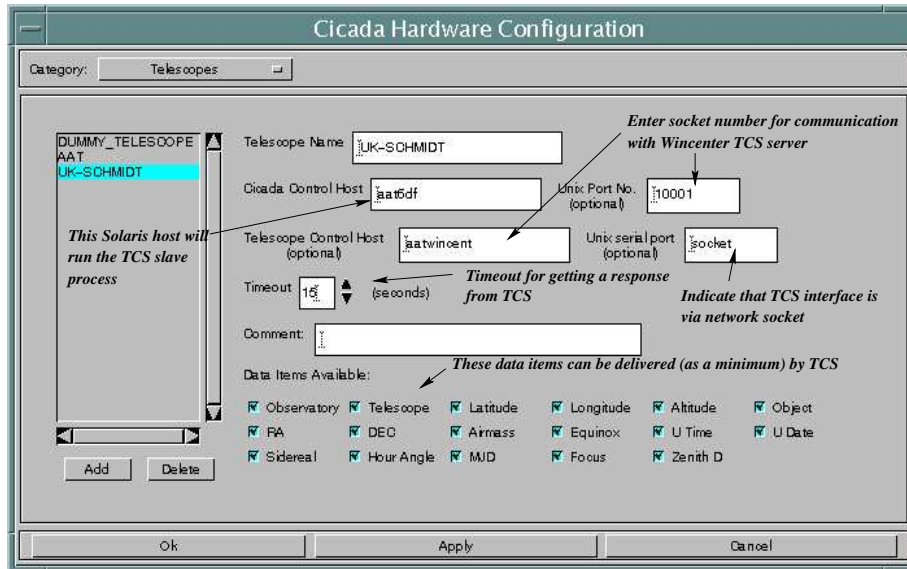 Cicada Hardware Configuration
Category: Telescopes
DUMMY_TELESCOPE
AAT
UK-SCHMIDT
Telescope Name UK-SCHMIDT
Enter socket number for communication
with Wincenter TCS server
Cicada Control Host aat6df
Unix Port No.
(optional)
10001
This Solaris host will
run the TCS slave
process
Telescope Control Host
(optional)
aatwincent
Unix serial port
(optional)
socket
Timeout 15 (seconds)
Timeout for getting a response
from TCS
Indicate that TCS interface is
via network socket
Comment:
These data items can be delivered (as a minimum) by TCS
Data Items Available:
Observatory Telescope Latitude Longitude Altitude Object
RA DEC Airmass Equinox U Time U Date
Sidereal Hour Angle MJD Focus Zenith D
Add Delete
Ok Apply Cancel